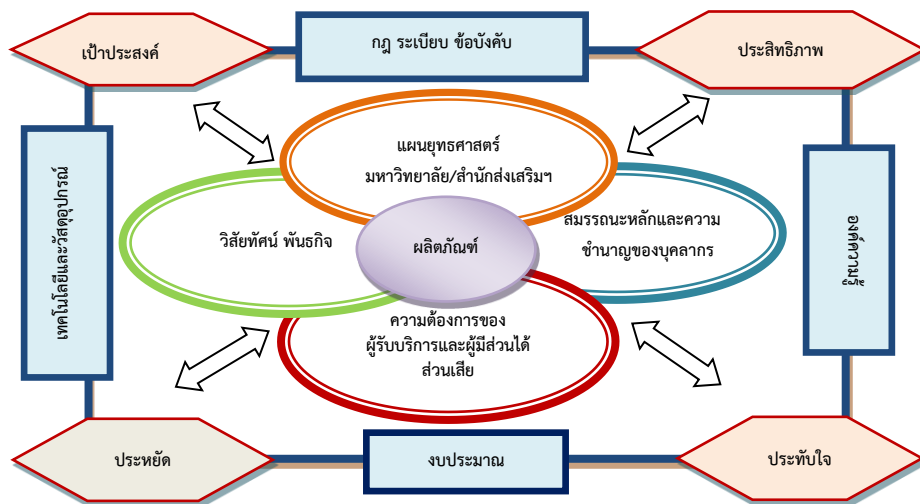 เป้าประสงค์
กฎ ระเบียบ ข้อบังคับ
ประสิทธิภาพ
แผนยุทธศาสตร์
มหาวิทยาลัย/สำนักส่งเสริมฯ
เทคโนโลยีและวัสดุอุปกรณ์
วิสัยทัศน์ พันธกิจ
ผลิตภัณฑ์
สมรรถนะหลักและความ
ชำนาญของบุคลากร
องค์ความรู้
ความต้องการของ
ผู้รับบริการและผู้มีส่วนได้
ส่วนเสีย
ประหยัด
งบประมาณ
ประทับใจ